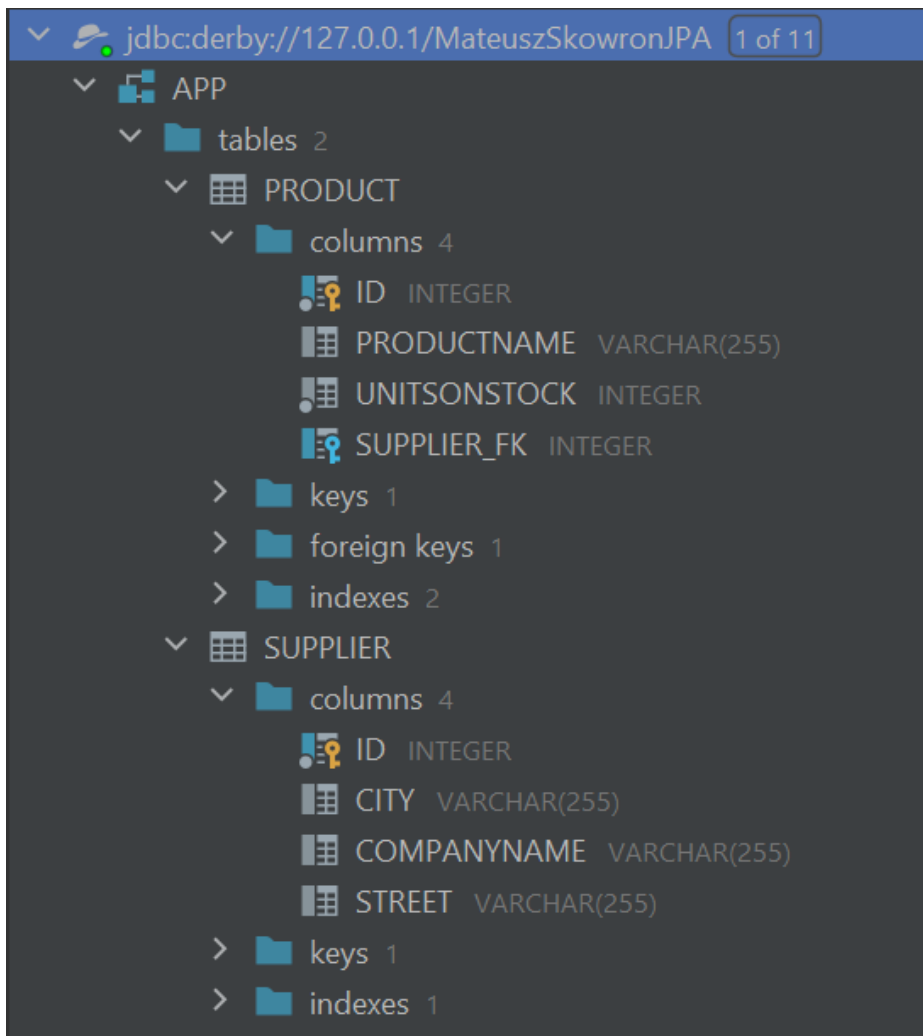 jdbc:derby://127.0.0.1/MateuszSkowronJPA 1 of 11
APP
tables 2
PRODUCT
columns 4
ID INTEGER
PRODUCTNAME VARCHAR(255)
UNITSONSTOCK INTEGER
SUPPLIER_FK INTEGER
keys 1
foreign keys 1
indexes 2
SUPPLIER
columns 4
ID INTEGER
CITY VARCHAR(255)
COMPANYNAME VARCHAR(255)
STREET VARCHAR(255)
keys 1
indexes 1